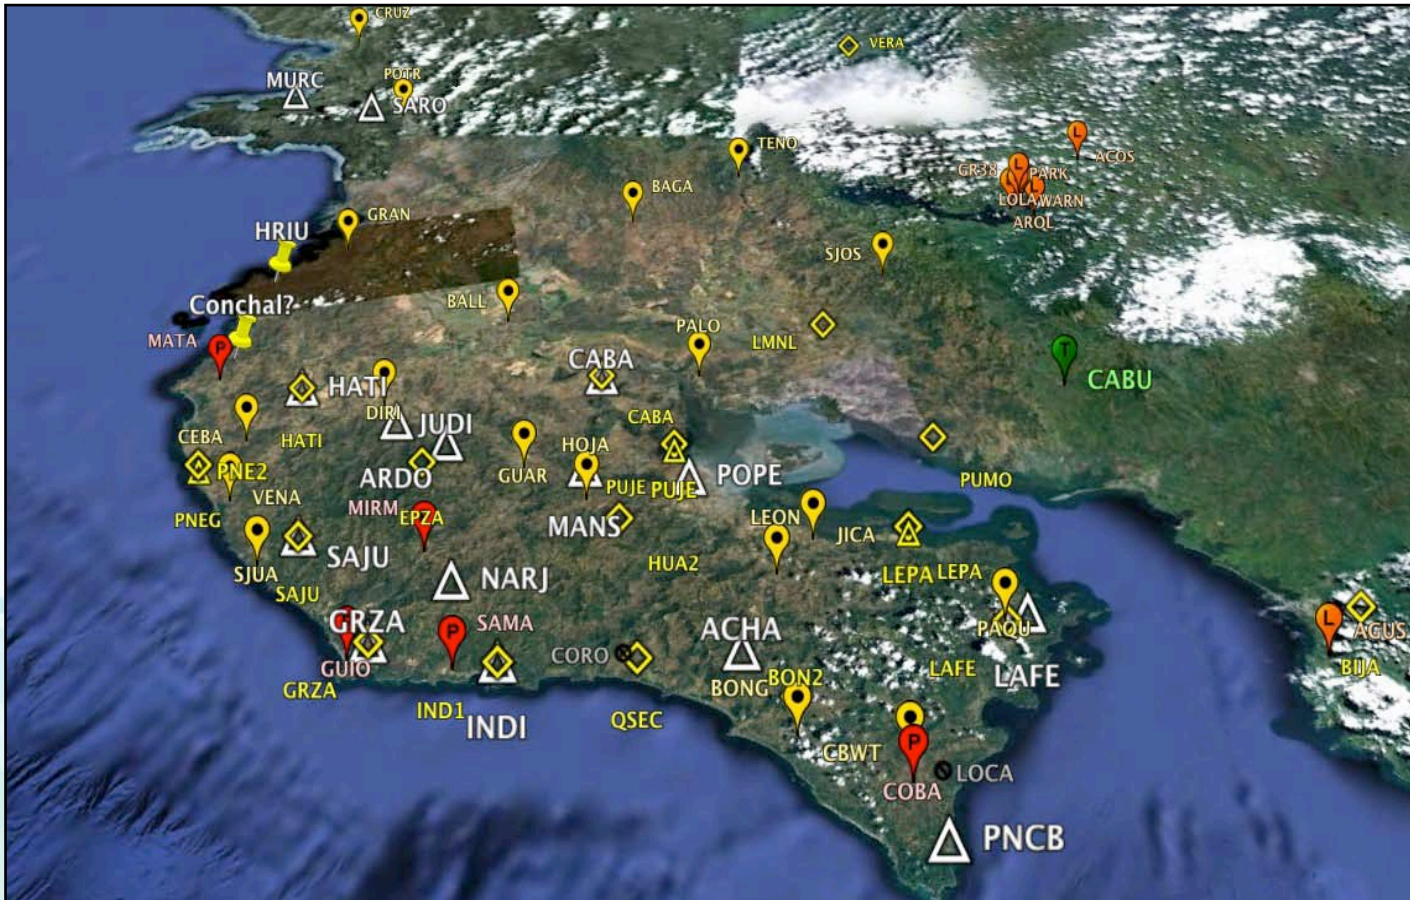 CRUZ
VERA
MURC
POTR
SARO
TENO
ACOS
GR38
PARK
BAGA
LOLA
WARN
GRAN
ARQL
HRIU
SJOS
BALL
Conchal?
MATA
PALO
LMNL
CABA
CABU
HATI
DIRI
JUDI
CABA
CEBA
HATI
HOJA
PNE2
ARDO
GUAR
PUJE
PUJE
POPE
PUMO
VENA
MIRM
PNEG
EPZA
MANS
LEON
JICA
SAJU
HUA2
SJUA
LEPA
LEPA
NARJ
SAJU
GRZA
SAMA
ACHA
PAQU
AGUS
GUIO
CORO
BIJA
GRZA
BON2
LAFE
LAFE
BONG
IND1
INDI
QSEC
CBWT
LOCA
COBA
PNCB
P
P
P
T
L
L
L
L